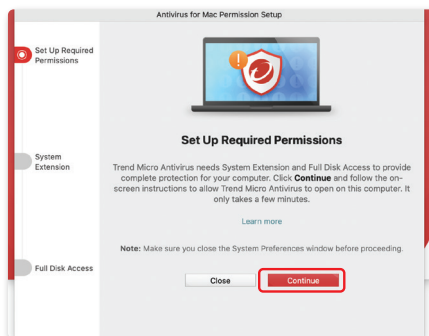 Antivirus for Mac Permission Setup
Set Up Required
Permissions
System
Extension
Full Disk Access
Set Up Required Permissions
Trend Micro Antivirus needs System Extension and Full Disk Access to provide
complete protection for your computer. Click Continue and follow the on-
screen instructions to allow Trend Micro Antivirus to open on this computer. It
only takes a few minutes.
Learn more
Note: Make sure you close the System Preferences window before proceeding.
Close
Continue